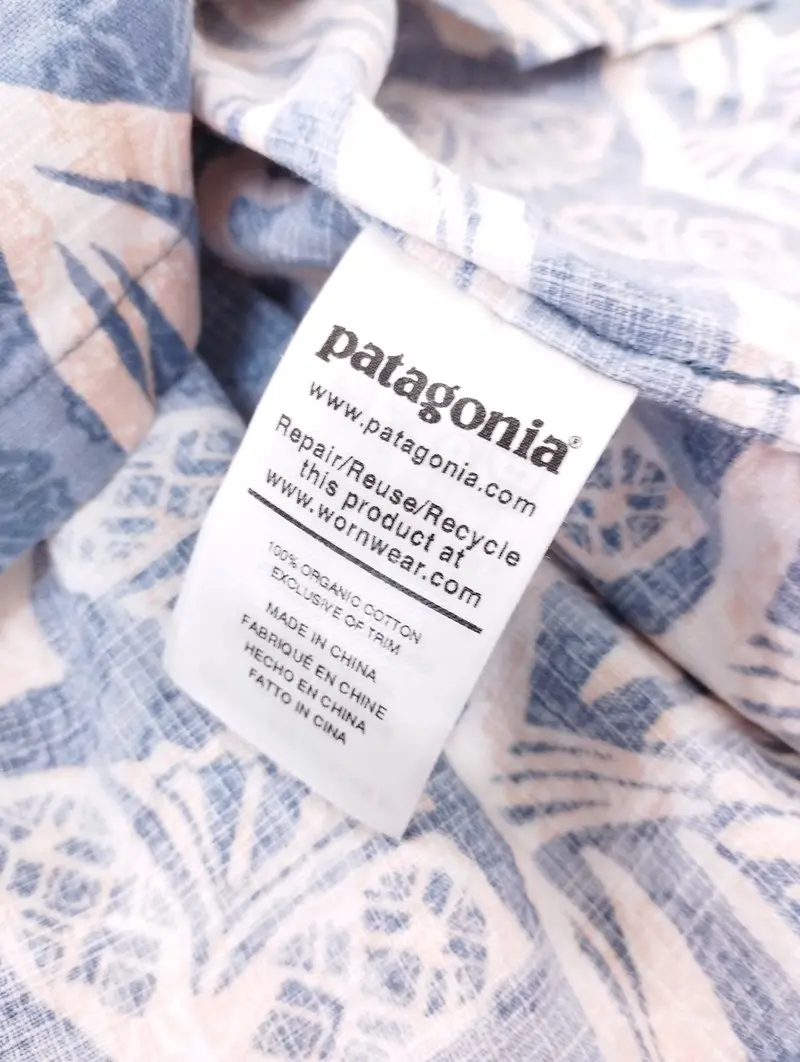 patagonia®
www.patagonia.com
Repair/Reuse/Recycle
this product at
www.wornwear.com
100% ORGANIC COTTON
EXCLUSIVE OF TRIM
MADE IN CHINA
FABRIQUÉ EN CHINE
HECHO EN CHINA
FATTO IN CINA